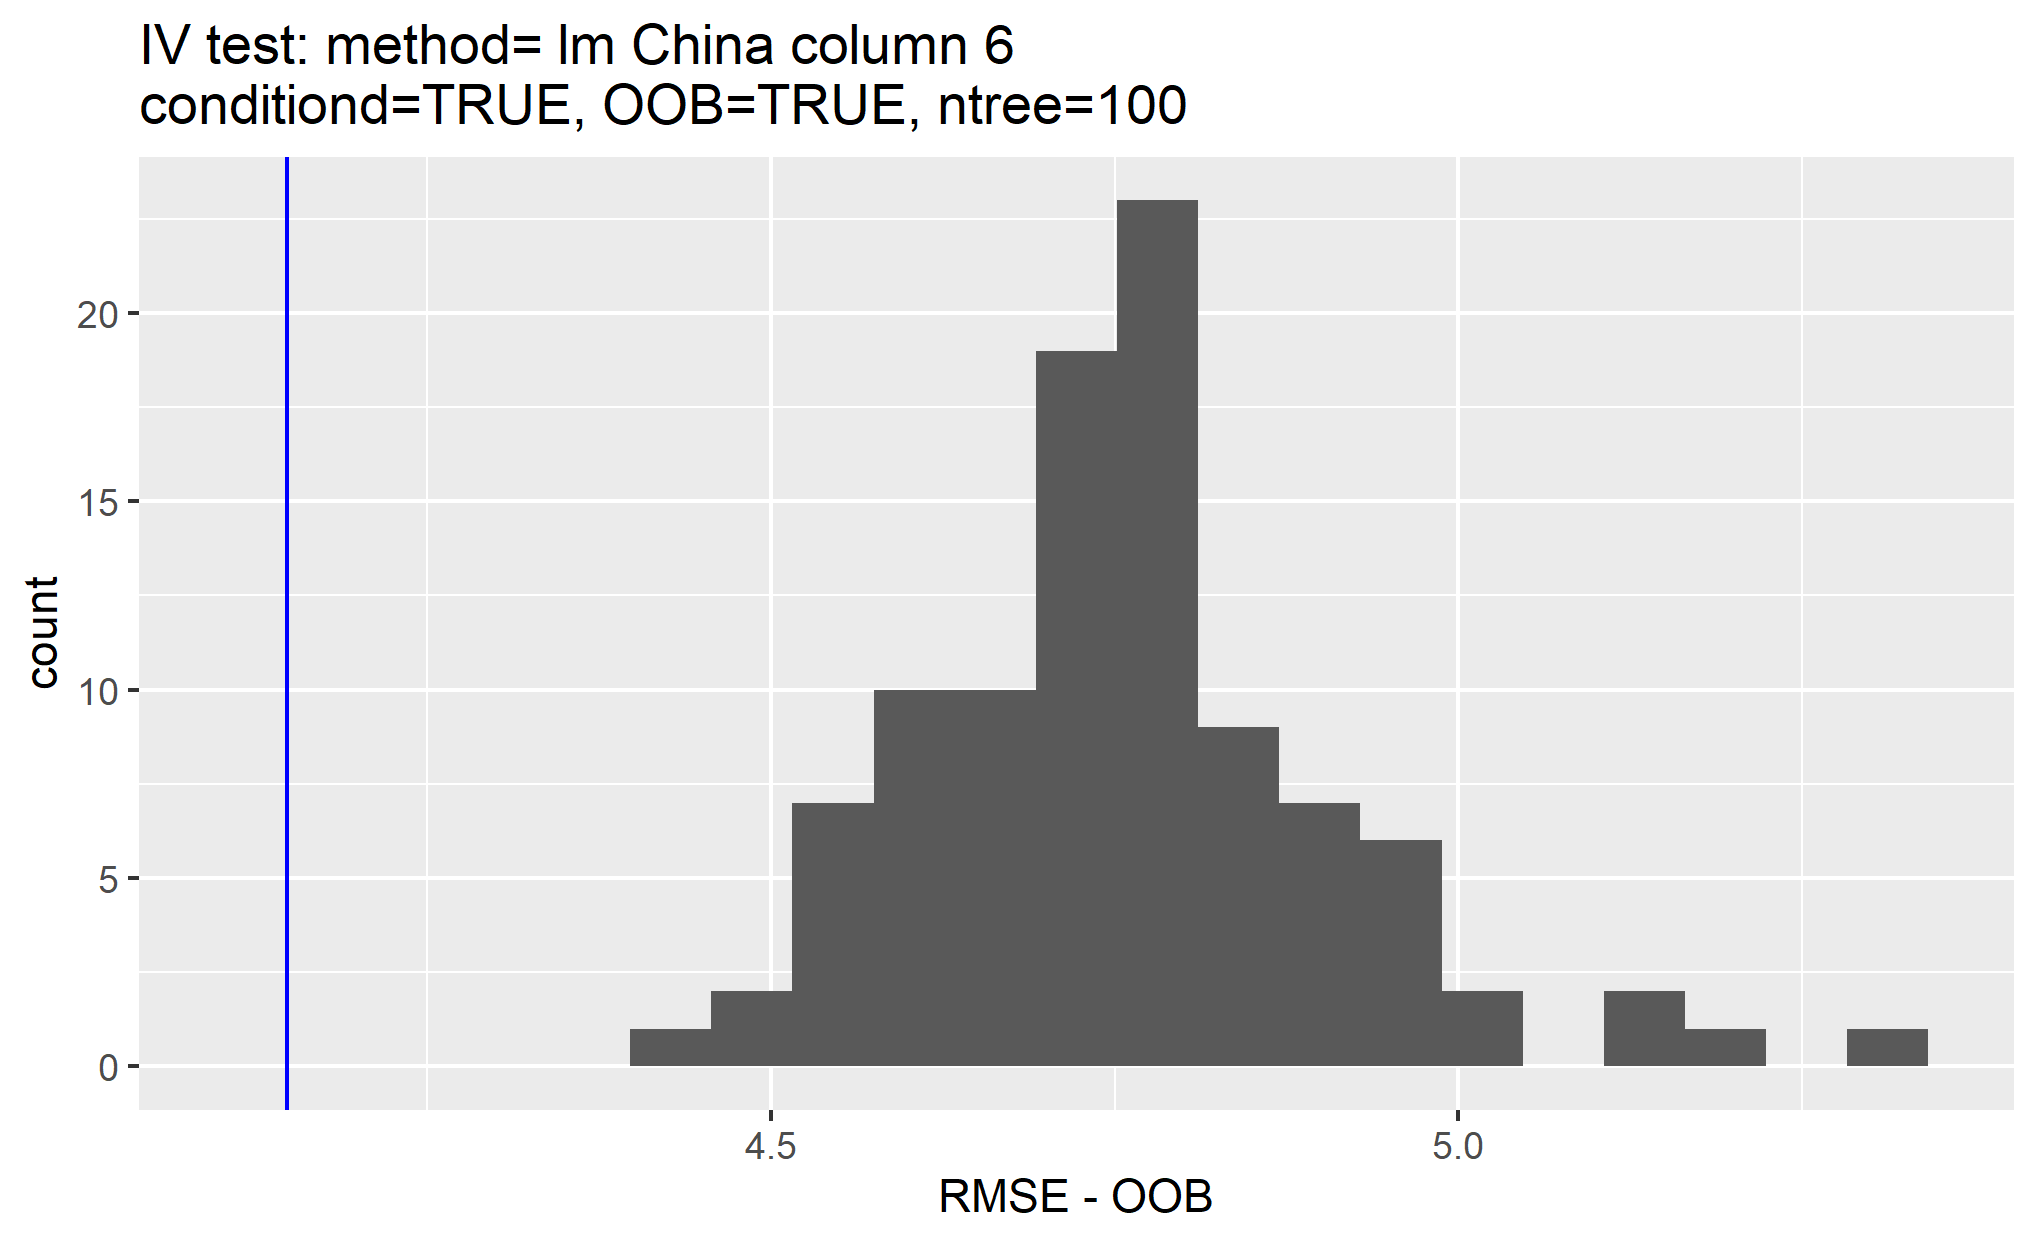 IV test: method= lm China column 6
conditiond=TRUE, OOB=TRUE, ntree=100
count
20
15
10
5
0
4.5
5.0
RMSE - OOB